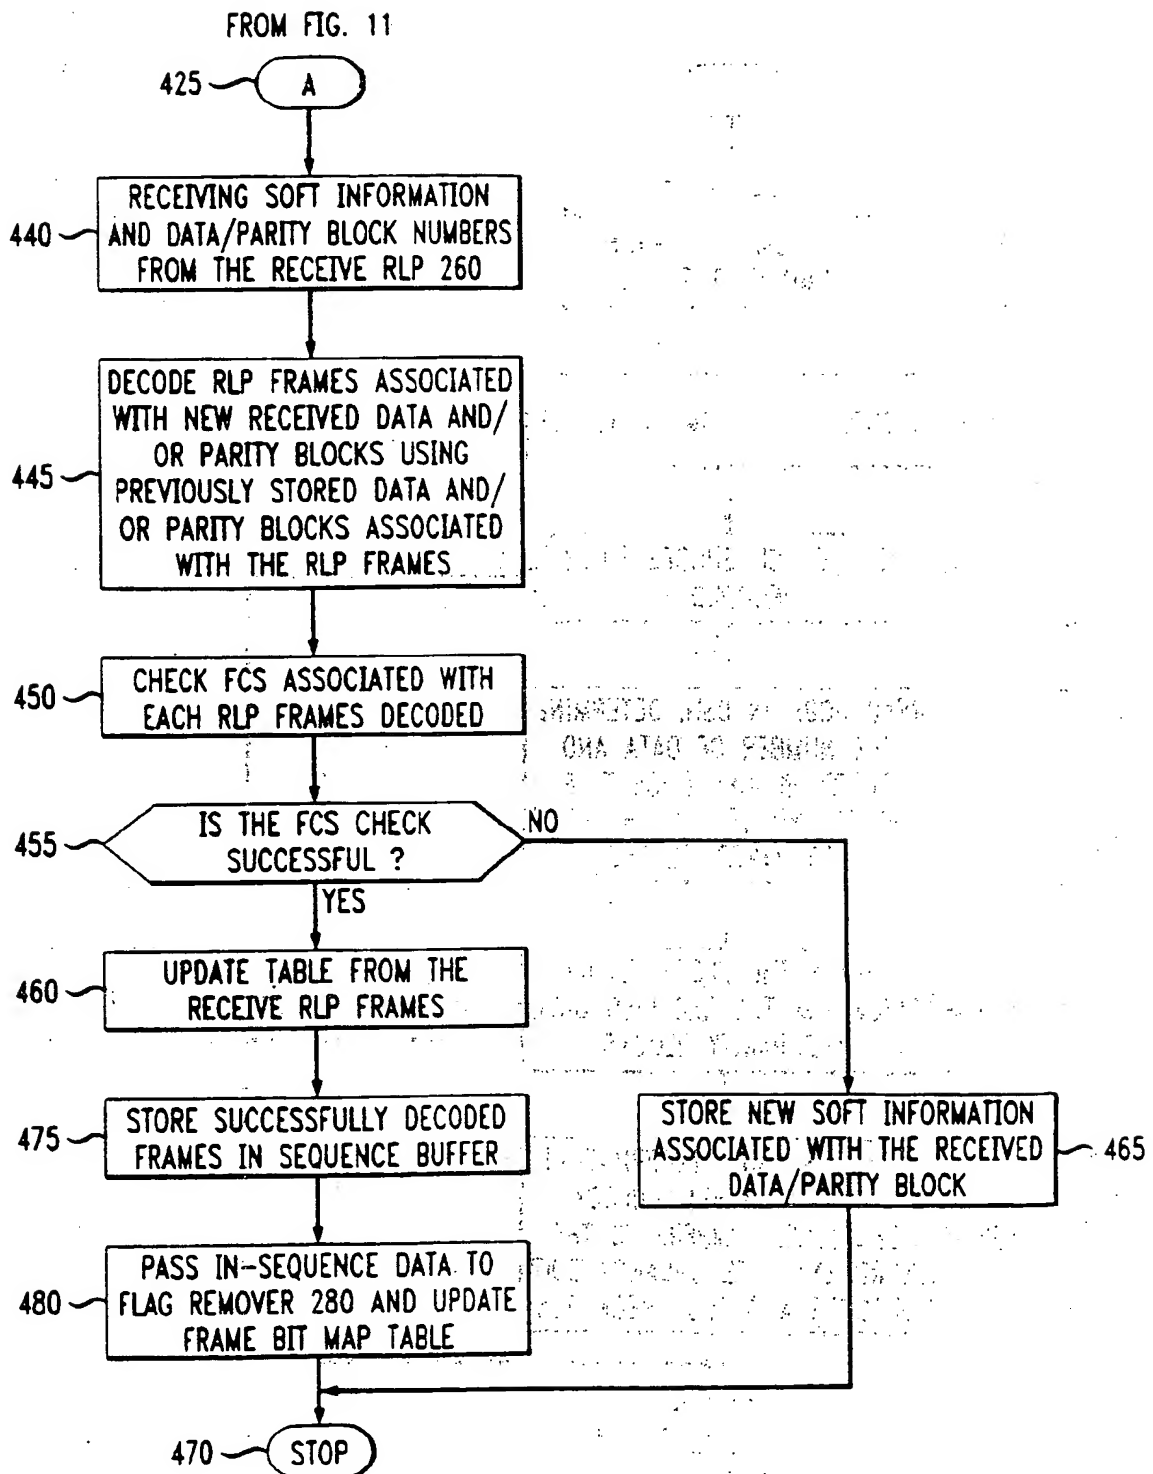 FROM FIG. 11
425
A
440
RECEIVING SOFT INFORMATION
AND DATA/PARITY BLOCK NUMBERS
FROM THE RECEIVE RLP 260
445
DECODE RLP FRAMES ASSOCIATED
WITH NEW RECEIVED DATA AND/
OR PARITY BLOCKS USING
PREVIOUSLY STORED DATA AND/
OR PARITY BLOCKS ASSOCIATED
WITH THE RLP FRAMES
450
CHECK FCS ASSOCIATED WITH
EACH RLP FRAMES DECODED
455
IS THE FCS CHECK
SUCCESSFUL ?
NO
YES
460
UPDATE TABLE FROM THE
RECEIVE RLP FRAMES
475
STORE SUCCESSFULLY DECODED
FRAMES IN SEQUENCE BUFFER
STORE NEW SOFT INFORMATION
ASSOCIATED WITH THE RECEIVED
DATA/PARITY BLOCK
465
480
PASS IN-SEQUENCE DATA TO
FLAG REMOVER 280 AND UPDATE
FRAME BIT MAP TABLE
470
STOP